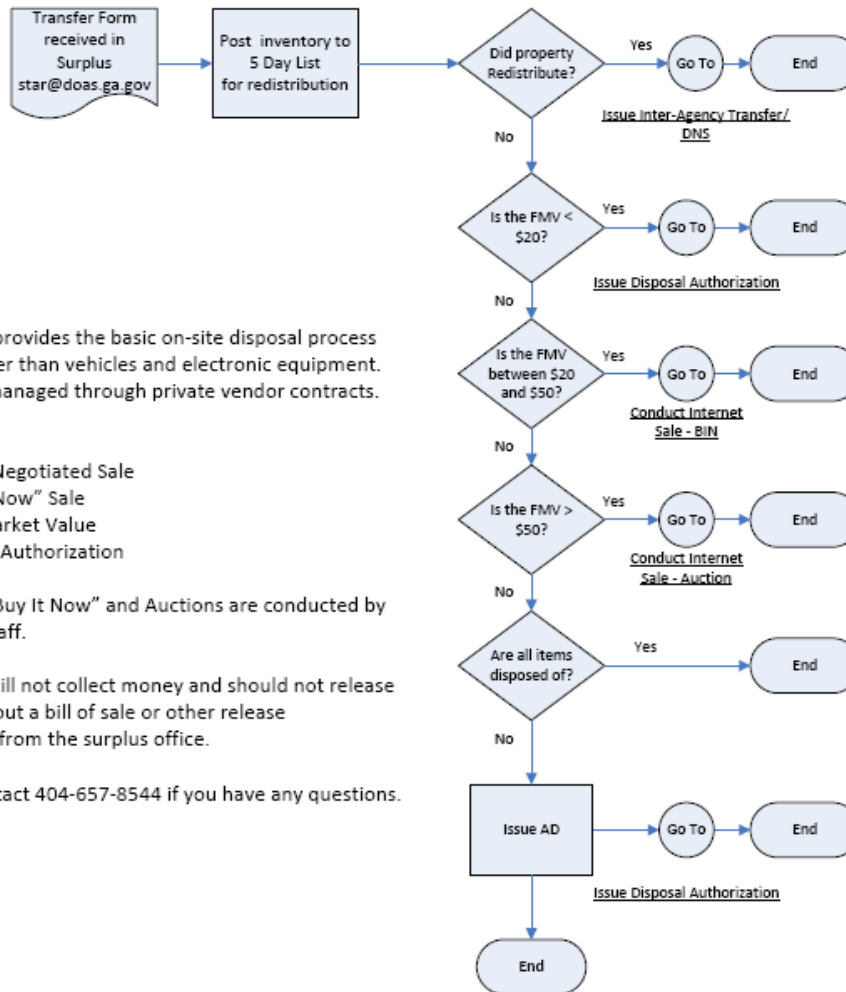 Transfer Form
received in
Surplus
star@doas.ga.gov
Post inventory to
5 Day List
for redistribution
Did property
Redistribute?
Yes
Go To
End
Issue Inter-Agency Transfer/
DNS
No
Is the FMV <
$20?
Yes
Go To
End
Issue Disposal Authorization
No
provides the basic on-site disposal process
er than vehicles and electronic equipment.
managed through private vendor contracts.
Is the FMV
between $20
and $50?
Yes
Go To
End
Conduct Internet
Sale - BIN
No
Negotiated Sale
Now” Sale
arket Value
Authorization
Is the FMV >
$50?
Yes
Go To
End
Conduct Internet
Sale - Auction
No
Buy It Now” and Auctions are conducted by
aff.
Are all items
disposed of?
Yes
End
ill not collect money and should not release
out a bill of sale or other release
from the surplus office.
No
tact 404-657-8544 if you have any questions.
Issue AD
Go To
End
Issue Disposal Authorization
End